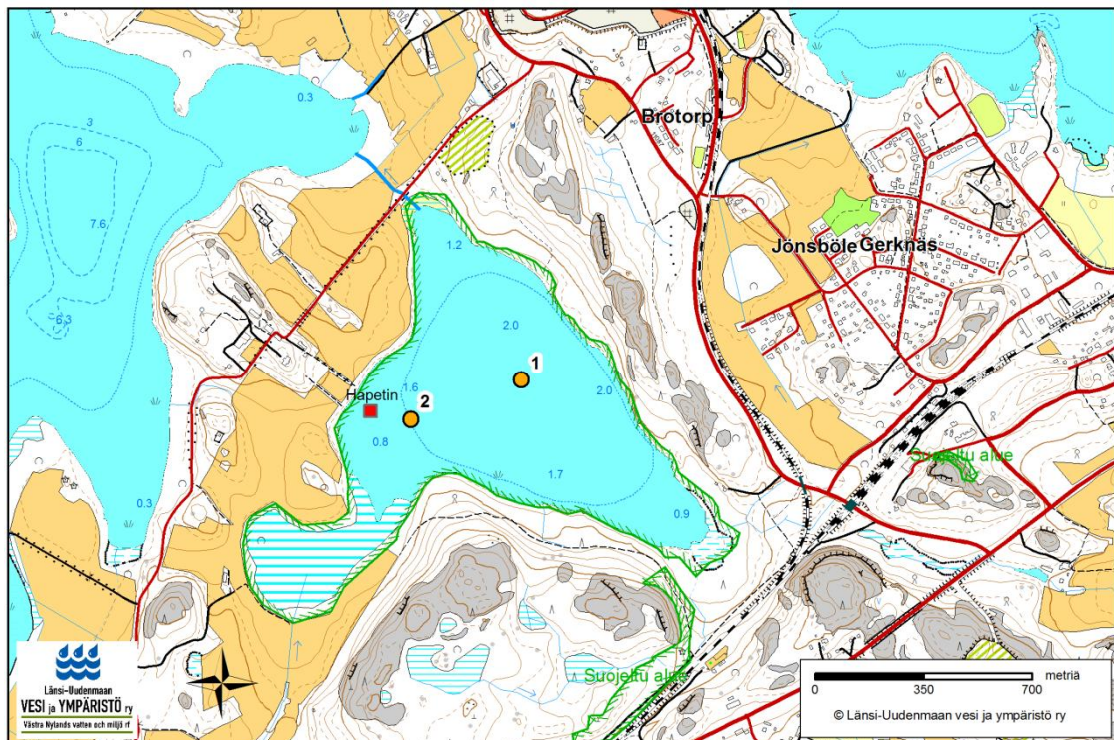 0.3
Brötorp
3
6
7.6
1.2
Jönsböle
Gerknäs
2.0
1
1.6
2.0
Hapetin
2
0.8
Suojeltu alue
6.3
1.7
0.3
0.9
Suojeltu alue
Länsi-Uudenmaan
VESI ja YMPÄRISTÖ ry
Västra Nylands vatten och miljö rf
metriä
0 350 700
© Länsi-Uudenmaan vesi ja ympäristö ry